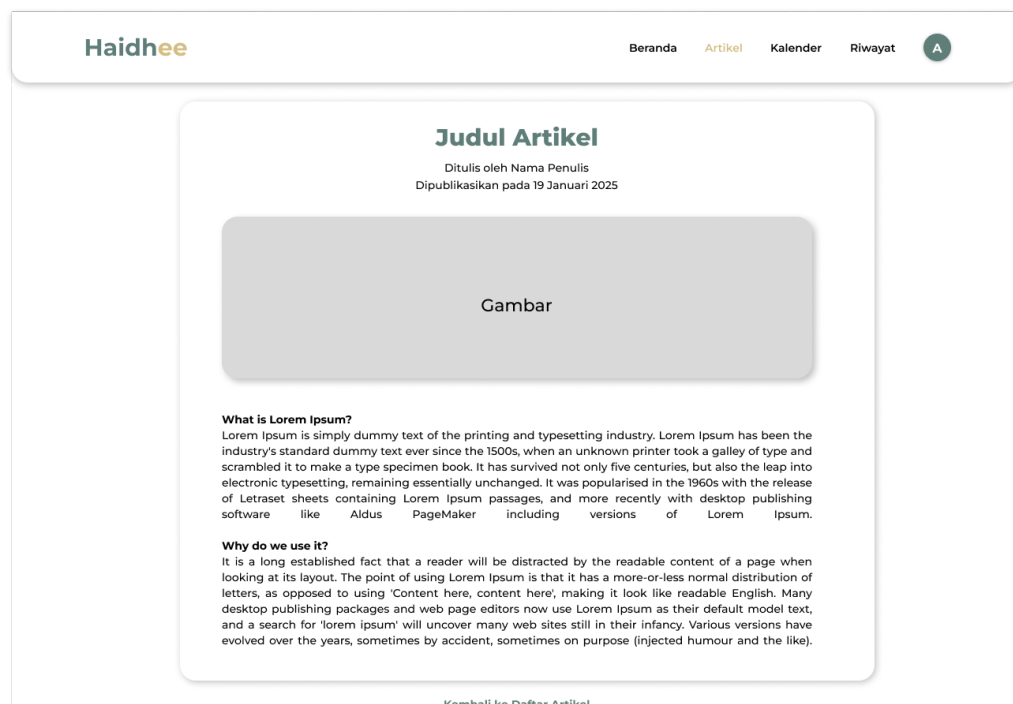 Haidhee
Beranda Artikel Kalender Riwayat A
Judul Artikel
Ditulis oleh Nama Penulis
Dipublikasikan pada 19 Januari 2025
Gambar
What is Lorem Ipsum?
Lorem Ipsum is simply dummy text of the printing and typesetting industry. Lorem Ipsum has been the
industry's standard dummy text ever since the 1500s, when an unknown printer took a galley of type and
scrambled it to make a type specimen book. It has survived not only five centuries, but also the leap into
electronic typesetting, remaining essentially unchanged. It was popularised in the 1960s with the release
of Letraset sheets containing Lorem Ipsum passages, and more recently with desktop publishing
software like Aldus PageMaker including versions of Lorem Ipsum.
Why do we use it?
It is a long established fact that a reader will be distracted by the readable content of a page when
looking at its layout. The point of using Lorem Ipsum is that it has a more-or-less normal distribution of
letters, as opposed to using 'Content here, content here', making it look like readable English. Many
desktop publishing packages and web page editors now use Lorem Ipsum as their default model text,
and a search for 'lorem ipsum' will uncover many web sites still in their infancy. Various versions have
evolved over the years, sometimes by accident, sometimes on purpose (injected humour and the like).
Kembali ke Daftar Artikel